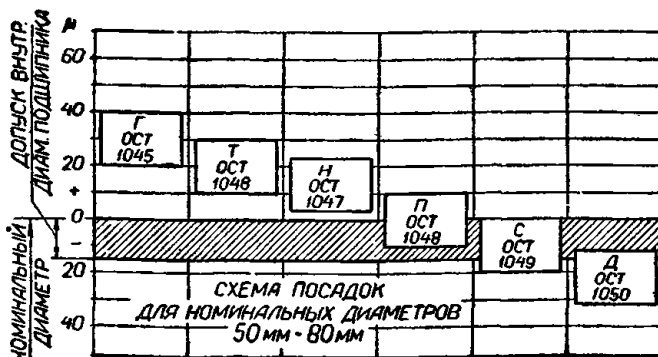 μ
60
40
20
+
0
−
20
40
ДОПУСК ВНУТР.
ДИАМ. ПОДШИПНИКА
НОМИНАЛЬНЫЙ
ДИАМЕТР
Г
ОСТ
1045
Т
ОСТ
1048
Н
ОСТ
1047
П
ОСТ
1048
С
ОСТ
1049
Д
ОСТ
1050
СХЕМА ПОСАДОК
ДЛЯ НОМИНАЛЬНЫХ ДИАМЕТРОВ
50 мм - 80 мм